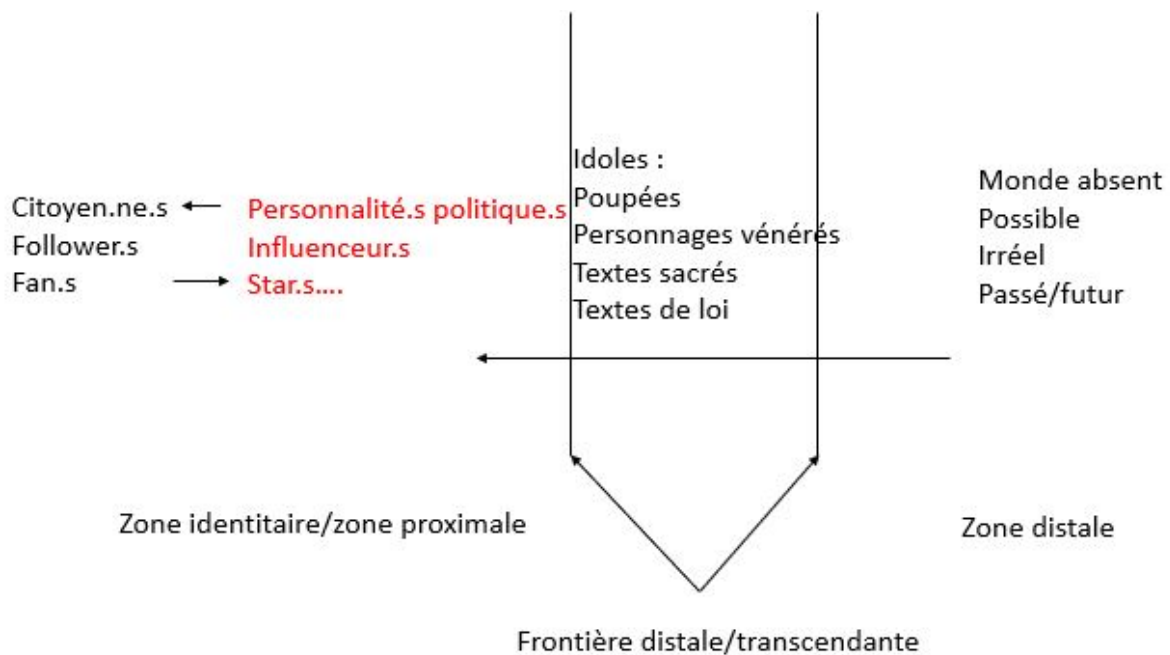 Citoyen.ne.s
Follower.s
Fan.s
Personnalité.s politique.s
Influenceur.s
Star.s....
Idoles :
Poupées
Personnages vénérés
Textes sacrés
Textes de loi
Monde absent
Possible
Irréel
Passé/futur
Zone identitaire/zone proximale
Zone distale
Frontière distale/transcendante